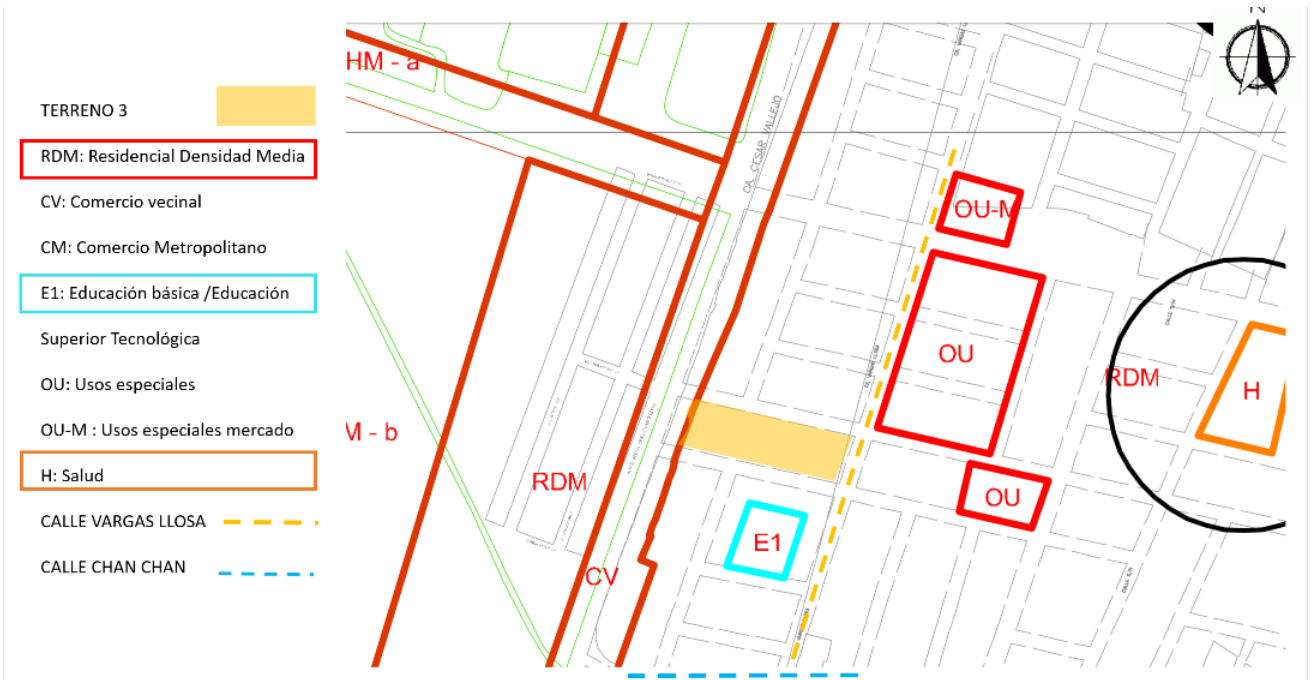 TERRENO 3
RDM: Residencial Densidad Media
CV: Comercio vecinal
CM: Comercio Metropolitano
E1: Educación básica /Educación
Superior Tecnológica
OU: Usos especiales
OU-M : Usos especiales mercado
H: Salud
CALLE VARGAS LLOSA
CALLE CHAN CHAN
N
HM - a
CA. CESAR VALLEJO
OU-M
OU
RDM
H
M - b
RDM
OU
E1
CV